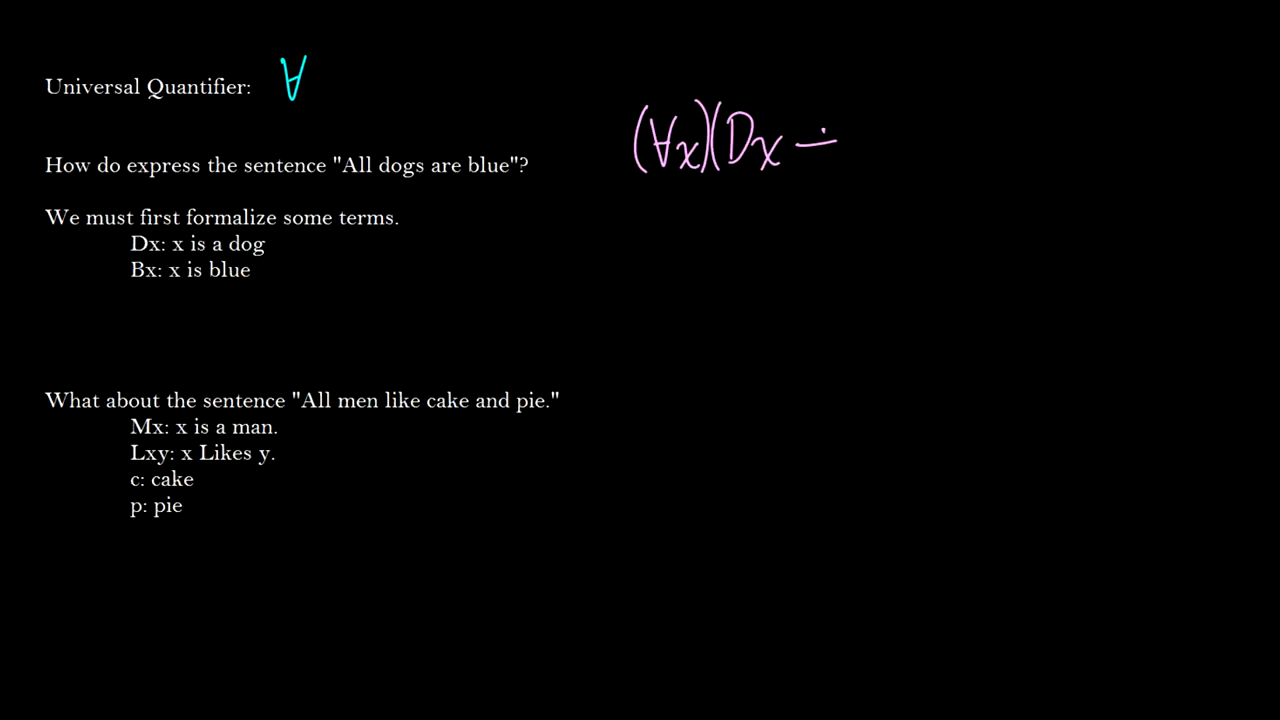 Universal Quantifier: ∀
(∀x)(Dx
How do express the sentence "All dogs are blue"?
We must first formalize some terms.
Dx: x is a dog
Bx: x is blue
What about the sentence "All men like cake and pie."
Mx: x is a man.
Lxy: x Likes y.
c: cake
p: pie